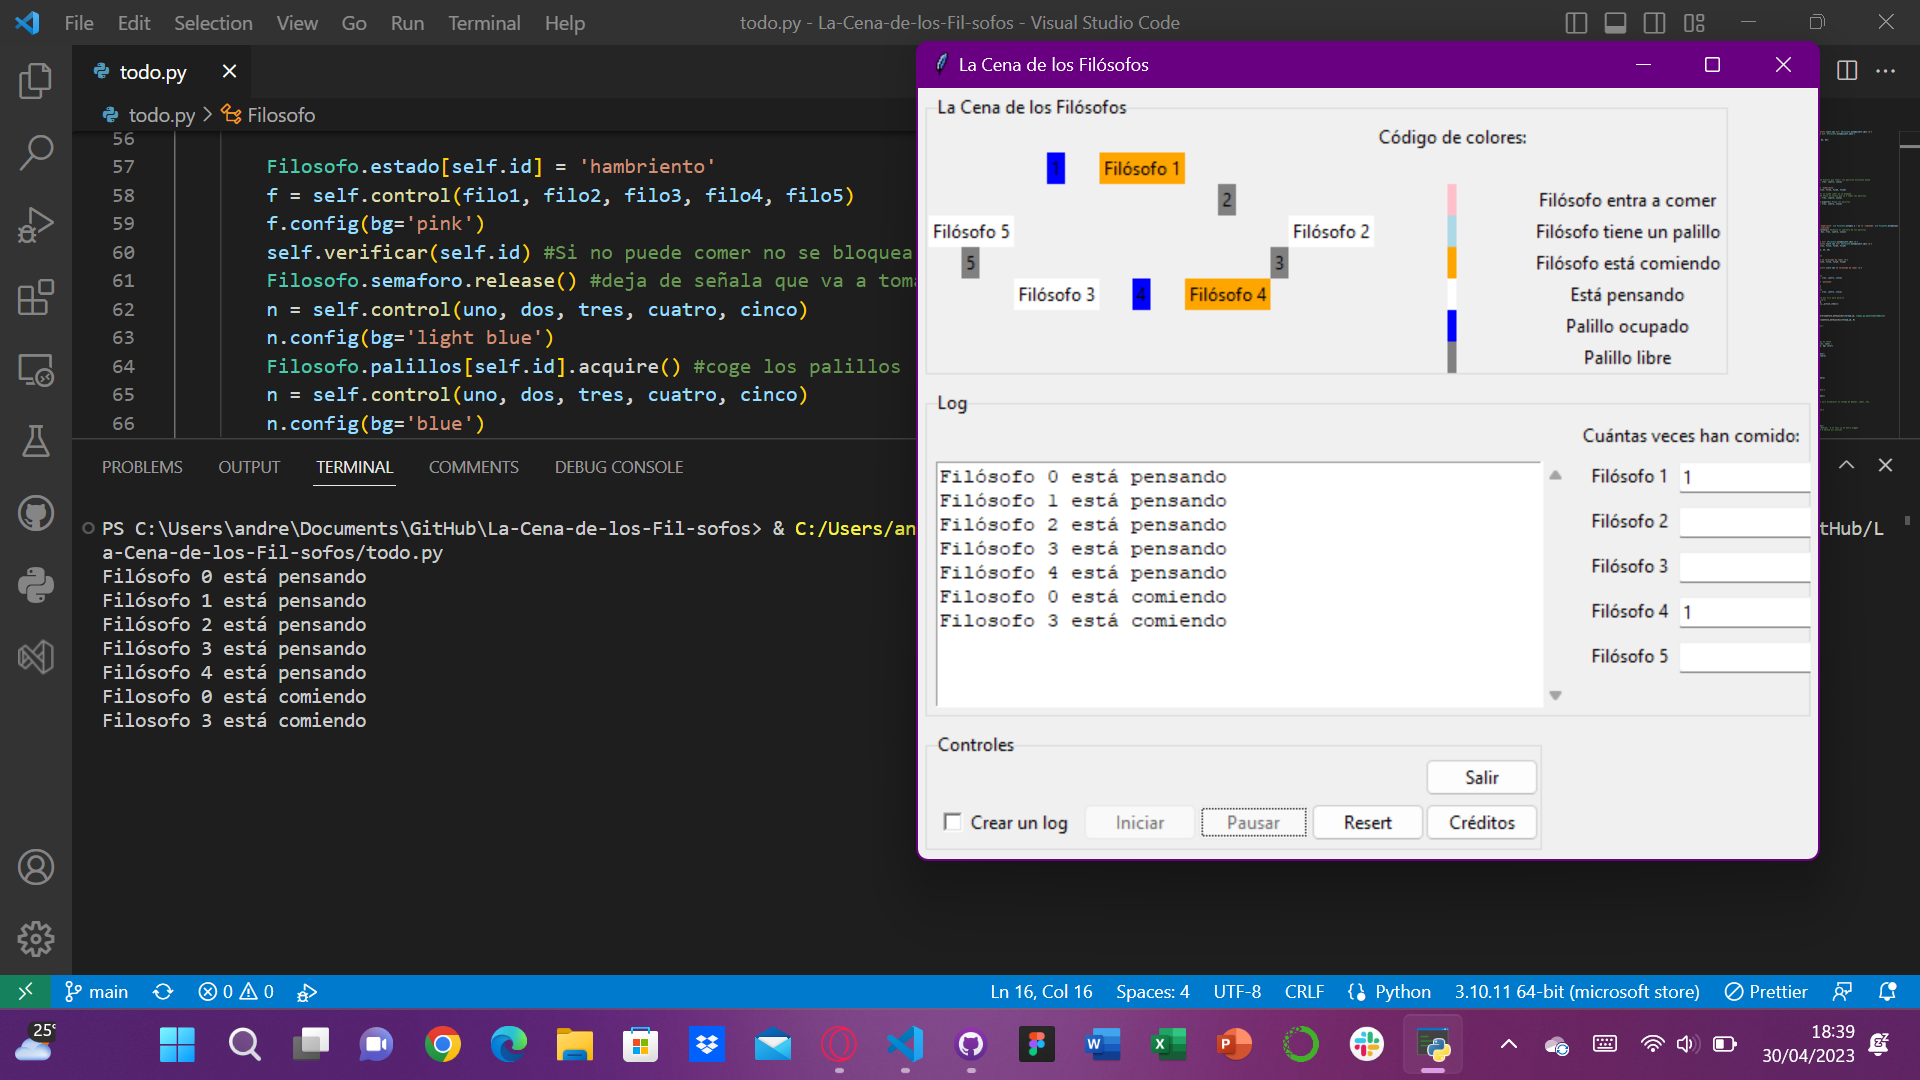 File Edit Selection View Go Run Terminal Help
todo.py - La-Cena-de-los-Fil-sofos - Visual Studio Code
todo.py
todo.py > Filosofo
56
57 Filosofo.estado[self.id] = 'hambriento'
58 f = self.control(filo1, filo2, filo3, filo4, filo5)
59 f.config(bg='pink')
60 self.verificar(self.id) #Si no puede comer no se bloquea
61 Filosofo.semaforo.release() #deja de señala que va a toma
62 n = self.control(uno, dos, tres, cuatro, cinco)
63 n.config(bg='light blue')
64 Filosofo.palillos[self.id].acquire() #coge los palillos
65 n = self.control(uno, dos, tres, cuatro, cinco)
66 n.config(bg='blue')
PROBLEMS OUTPUT TERMINAL COMMENTS DEBUG CONSOLE
PS C:\Users\andre\Documents\GitHub\La-Cena-de-los-Fil-sofos> & C:/Users/an
tHub/L
a-Cena-de-los-Fil-sofos/todo.py
Filósofo 0 está pensando
Filósofo 1 está pensando
Filósofo 2 está pensando
Filósofo 3 está pensando
Filósofo 4 está pensando
Filosofo 0 está comiendo
Filosofo 3 está comiendo
La Cena de los Filósofos
La Cena de los Filósofos
Código de colores:
1 Filósofo 1
2
Filósofo 5 Filósofo 2
5 3
Filósofo 3 4 Filósofo 4
Filósofo entra a comer
Filósofo tiene un palillo
Filósofo está comiendo
Está pensando
Palillo ocupado
Palillo libre
Log
Filósofo 0 está pensando
Filósofo 1 está pensando
Filósofo 2 está pensando
Filósofo 3 está pensando
Filósofo 4 está pensando
Filosofo 0 está comiendo
Filosofo 3 está comiendo
Cuántas veces han comido:
Filósofo 1 1
Filósofo 2
Filósofo 3
Filósofo 4 1
Filósofo 5
Controles
Salir
Crear un log Iniciar Pausar Resert Créditos
main 0 0
Ln 16, Col 16 Spaces: 4 UTF-8 CRLF Python 3.10.11 64-bit (microsoft store) Prettier
25°
18:39
30/04/2023